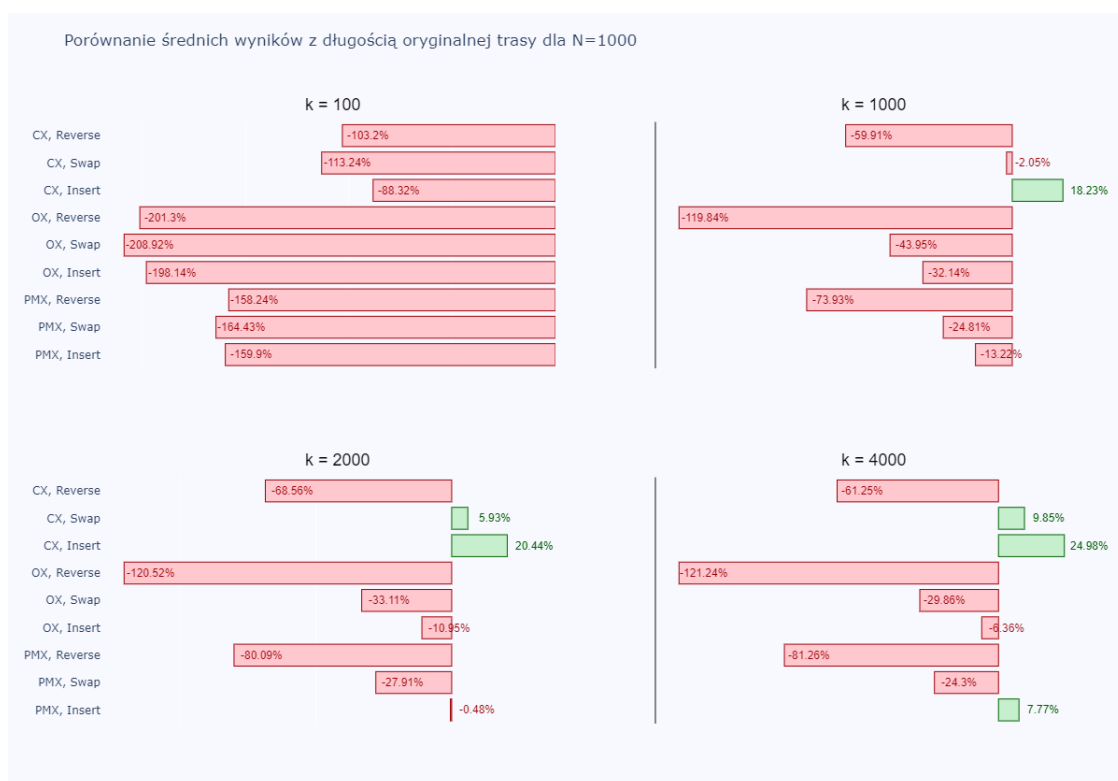 Porównanie średnich wyników z długością oryginalnej trasy dla N=1000
k = 100
CX, Reverse -103.2%
CX, Swap -113.24%
CX, Insert -88.32%
OX, Reverse -201.3%
OX, Swap -208.92%
OX, Insert -198.14%
PMX, Reverse -158.24%
PMX, Swap -164.43%
PMX, Insert -159.9%
k = 1000
-59.91%
-2.05%
18.23%
-119.84%
-43.95%
-32.14%
-73.93%
-24.81%
-13.22%
k = 2000
CX, Reverse -68.56%
CX, Swap 5.93%
CX, Insert 20.44%
OX, Reverse -120.52%
OX, Swap -33.11%
OX, Insert -10.95%
PMX, Reverse -80.09%
PMX, Swap -27.91%
PMX, Insert -0.48%
k = 4000
-61.25%
9.85%
24.98%
-121.24%
-29.86%
-6.36%
-81.26%
-24.3%
7.77%